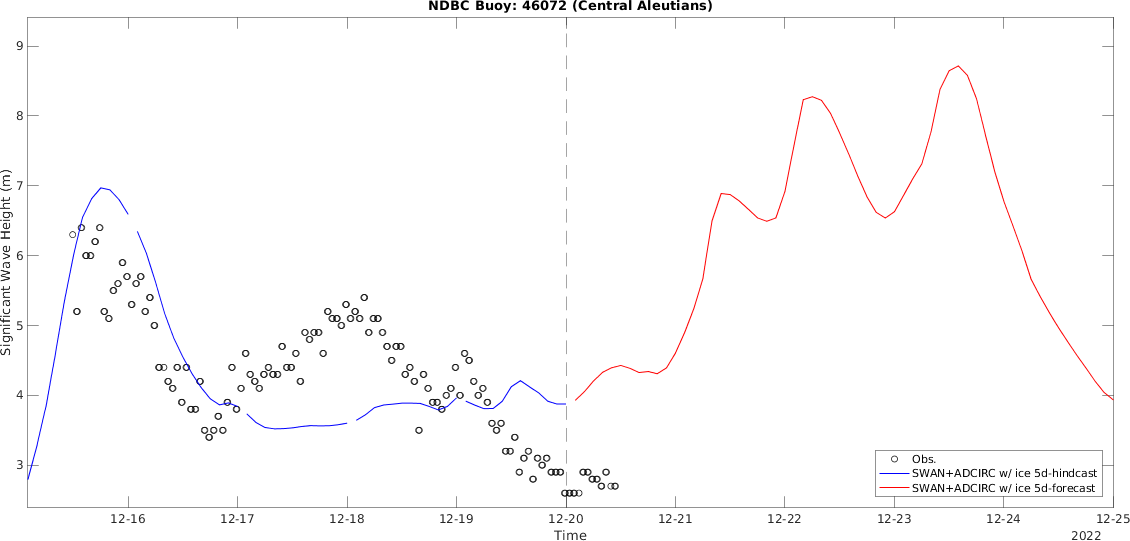 NDBC Buoy: 46072 (Central Aleutians)
Significant Wave Height (m)
9
8
7
6
5
4
3
Obs.
SWAN+ADCIRC w/ ice 5d-hindcast
SWAN+ADCIRC w/ ice 5d-forecast
12-16 12-17 12-18 12-19 12-20 12-21 12-22 12-23 12-24 12-25
Time
2022